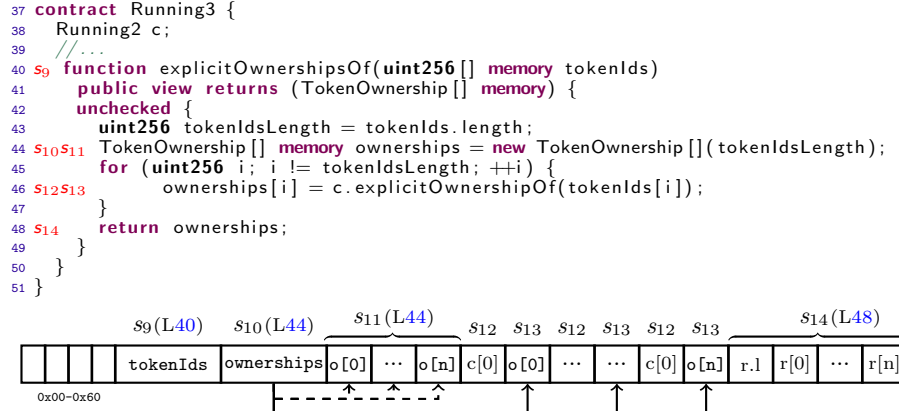 37 contract Running3 {
38 Running2 c;
39 //...
40 s9 function explicitOwnershipsOf(uint256[] memory tokenIds)
41 public view returns (TokenOwnership[] memory) {
42 unchecked {
43 uint256 tokenIdsLength = tokenIds.length;
44 s10s11 TokenOwnership[] memory ownerships = new TokenOwnership[](tokenIdsLength);
45 for (uint256 i; i != tokenIdsLength; ++i) {
46 s12s13 ownerships[i] = c.explicitOwnershipOf(tokenIds[i]);
47 }
48 s14 return ownerships;
49 }
50 }
51 }
s9(L40) s10(L44) s11(L44) s12 s13 s12 s13 s12 s13 s14(L48)
tokenIds ownerships o[0] ... o[n] c[0] o[0] ... ... c[0] o[n] r.l r[0] ... r[n]
0x00-0x60